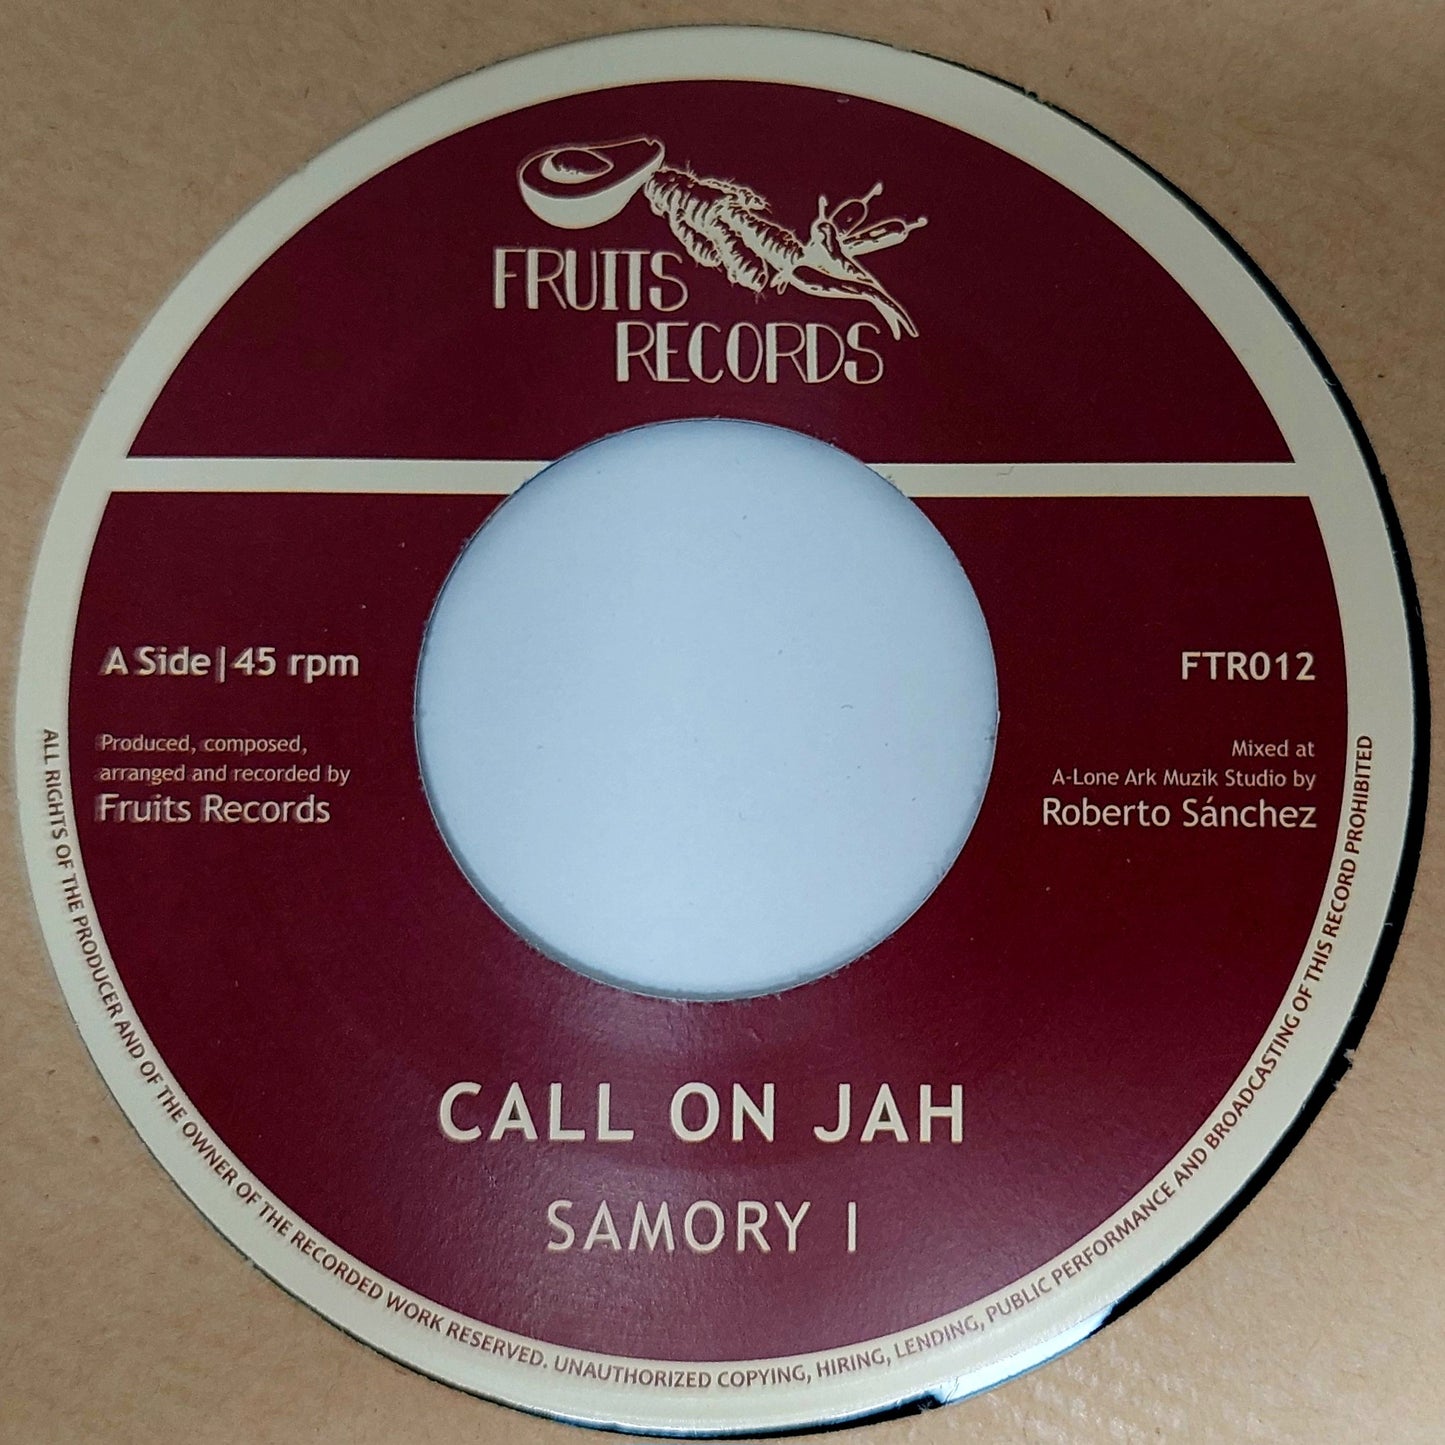 FRUITS
RECORDS
A Side | 45 rpm
FTR012
Produced, composed,
arranged and recorded by
Fruits Records
Mixed at
A-Lone Ark Muzik Studio by
Roberto Sánchez
CALL ON JAH
SAMORY I
ALL RIGHTS OF THE PRODUCER AND OF THE OWNER OF THE RECORDED WORK RESERVED. UNAUTHORIZED COPYING, HIRING, LENDING, PUBLIC PERFORMANCE AND BROADCASTING OF THIS RECORD PROHIBITED